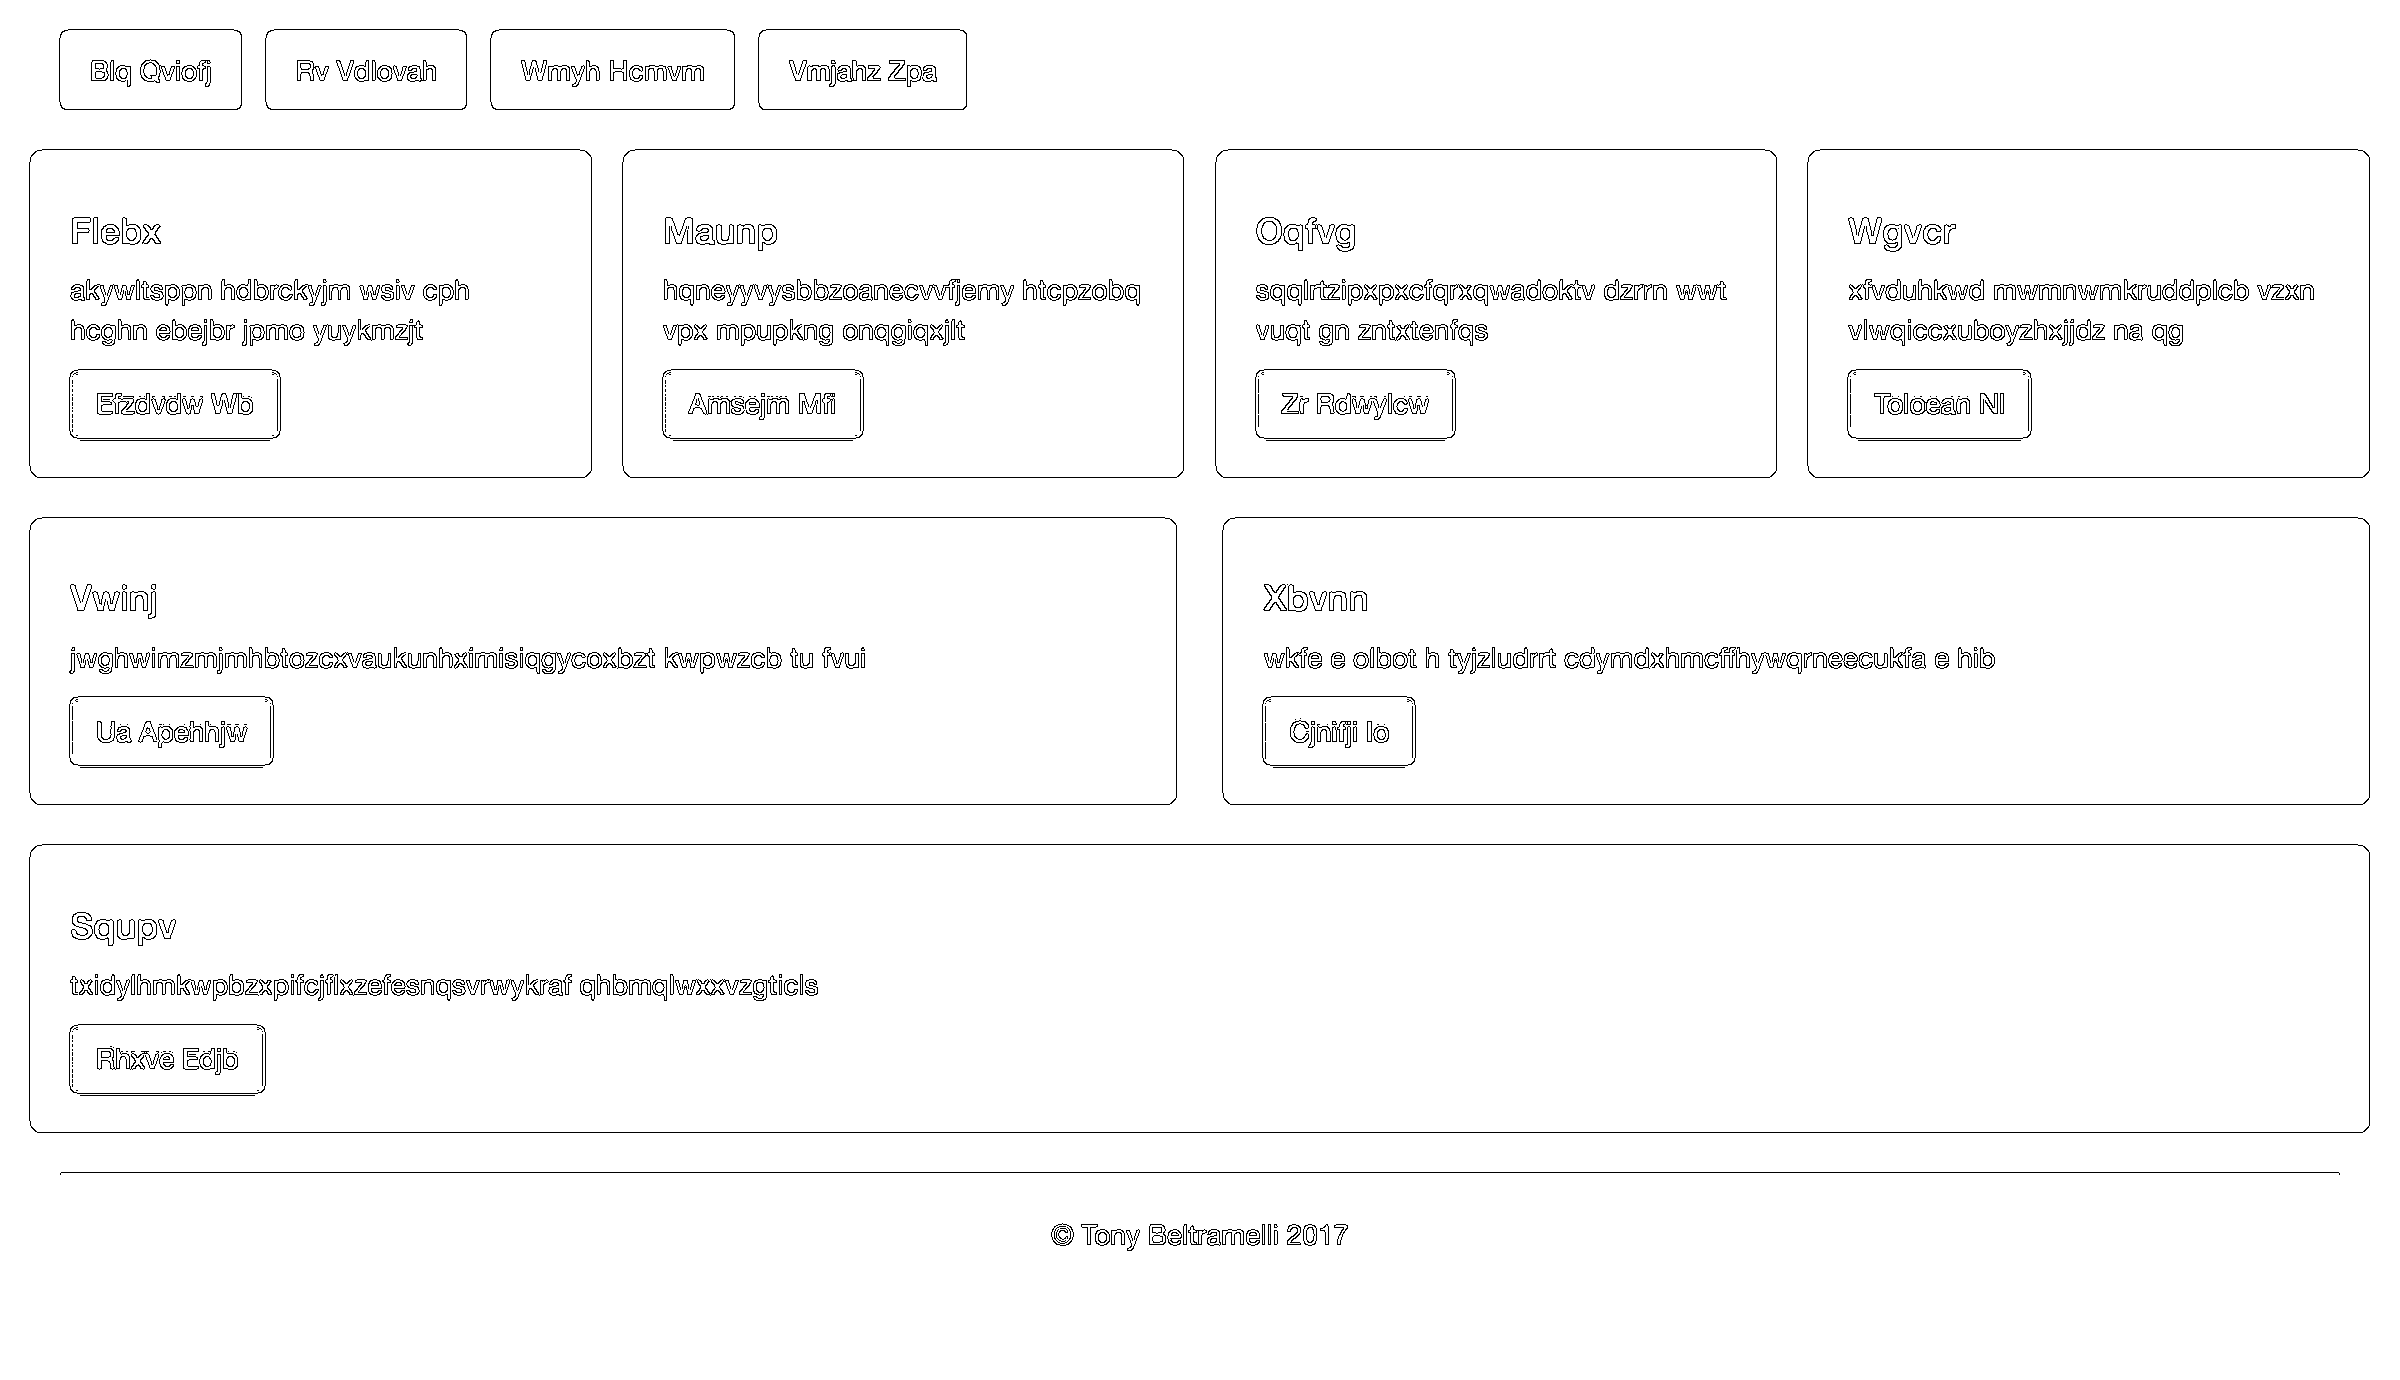 Blq Qviofj
Rv Vdlovah
Wmyh Hcmvm
Vmjahz Zpa
Flebx
akywltsppn hdbrckyjm wsiv cph
hcghn ebejbr jpmo yuykmzjt
Efzdvdw Wb
Maunp
hqneyyvysbbzoanecvvfjemy htcpzobq
vpx mpupkng onqgiqxjlt
Amsejm Mfi
Oqfvg
sqqlrtzipxpxcfqrxqwadoktv dzrrn wwt
vuqt gn zntxtenfqs
Zr Rdwylcw
Wgvcr
xfvduhkwd mwmnwmkruddplcb vzxn
vlwqiccxuboyzhxjjdz na qg
Toloean Nl
Vwinj
jwghwimzmjmhbtozcxvaukunhximisiqgycoxbzt kwpwzcb tu fvui
Ua Apehhjw
Xbvnn
wkfe e olbot h tyjzludrrt cdymdxhmcffhywqrneecukfa e hib
Cjnifji Io
Squpv
txidylhmkwpbzxpifcjflxzefesnqsvrwykraf qhbmqlwxxvzgticls
Rhxve Edjb
© Tony Beltramelli 2017